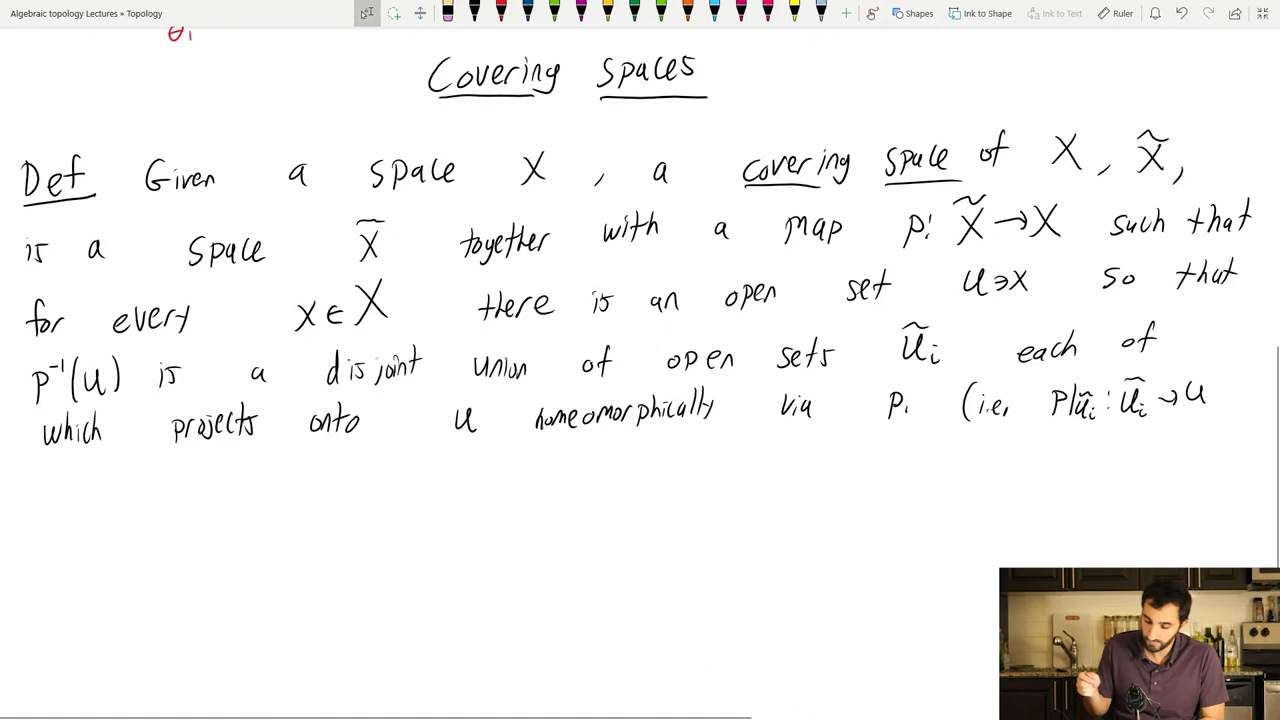 Algebraic topology Lectures » Topology
Shapes
Ink to Shape
Ink to Text
Ruler
θ₁
Covering Spaces
Def Given a space X, a covering space of X, X̃,
is a space X̃ together with a map p: X̃→X such that
for every x∈X there is an open set U∋x so that
p⁻¹(U) is a disjoint union of open sets Ũᵢ each of
which projects onto U homeomorphically via p. (i.e. p|Ũᵢ: Ũᵢ→U